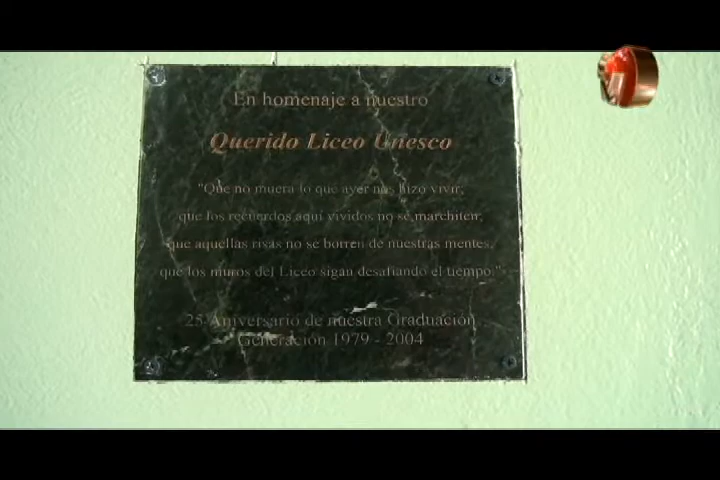 En homenaje a nuestro
Querido Liceo Unesco
"Que no muera lo que ayer nos hizo vivir,
que los recuerdos aquí vividos no se marchiten,
que aquellas risas no se borren de nuestras mentes,
que los muros del Liceo sigan desafiando el tiempo."
25 Aniversario de nuestra Graduación
Generación 1979 - 2004